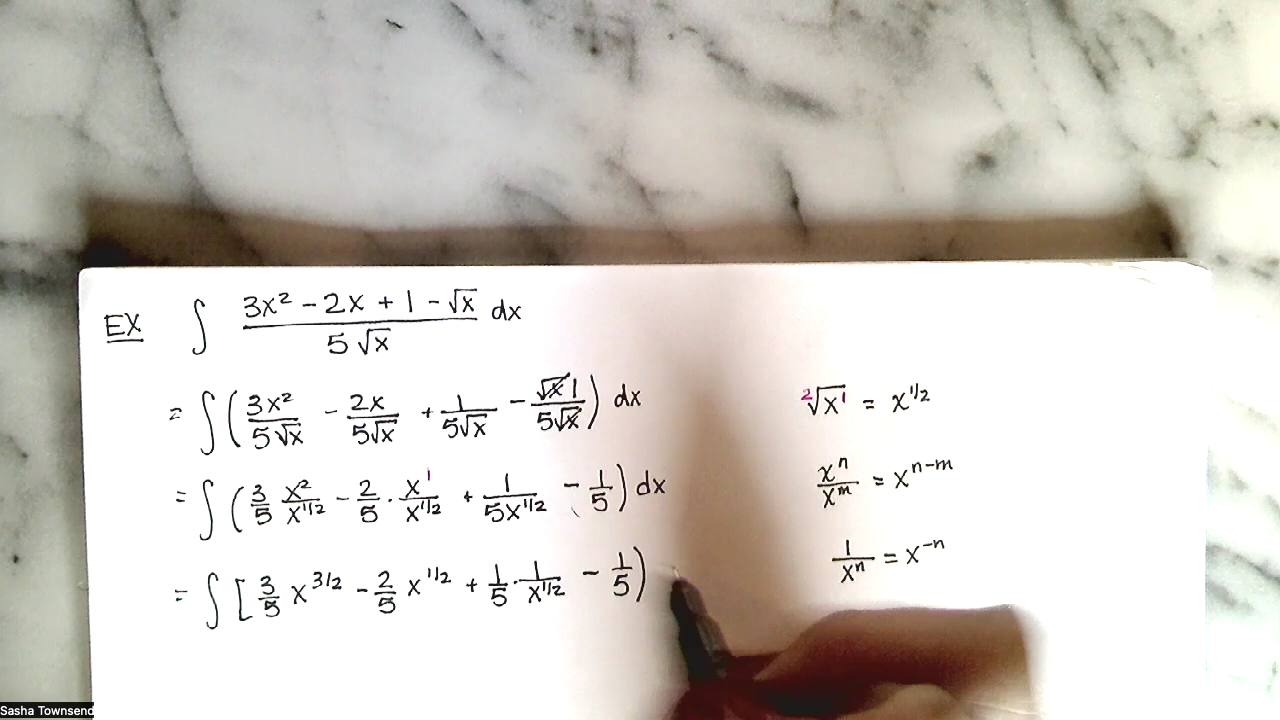 EX ∫ (3x² - 2x + 1 - √x)/(5√x) dx
= ∫ (3x²/5√x - 2x/5√x + 1/5√x - √x 1/5√x) dx
²√x¹ = x^1/2
= ∫ (3/5 x²/x^1/2 - 2/5 · x¹/x^1/2 + 1/5x^1/2 - 1/5) dx
xⁿ/x^m = x^n-m
= ∫ [3/5 x^3/2 - 2/5 x^1/2 + 1/5 · 1/x^1/2 - 1/5)
1/xⁿ = x^-n
Sasha Townsend